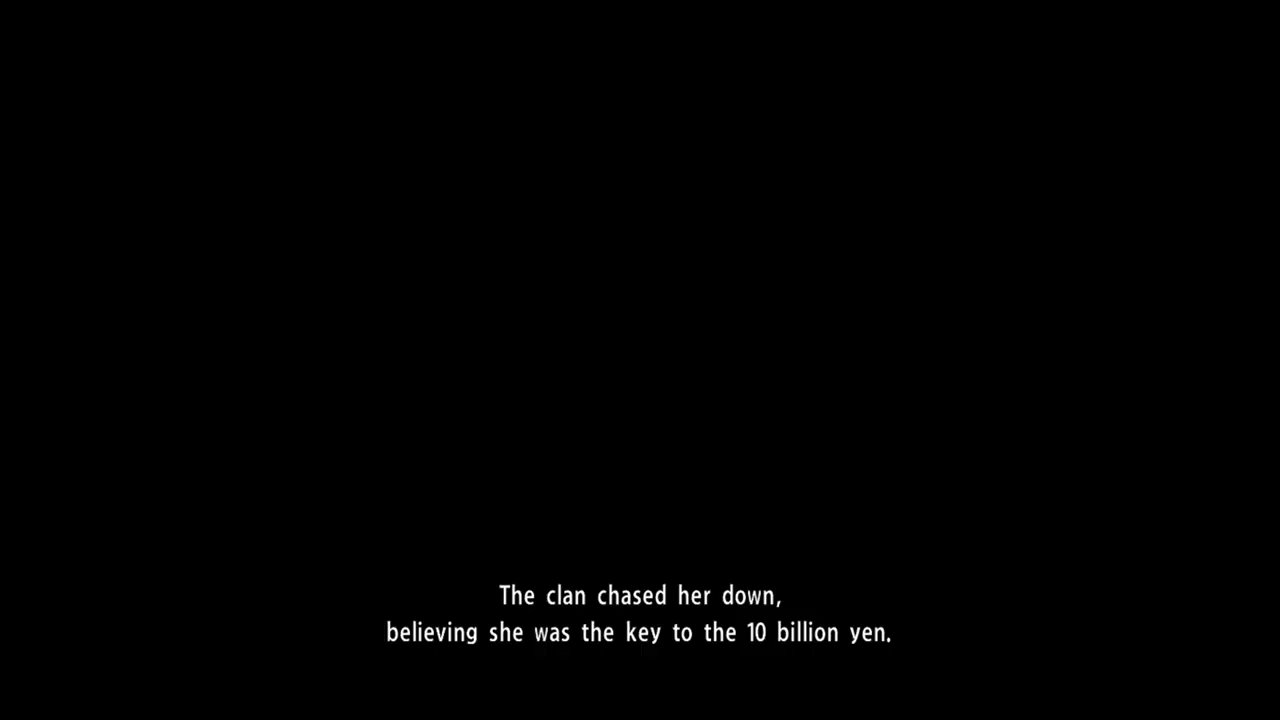 The clan chased her down,
believing she was the key to the 10 billion yen.